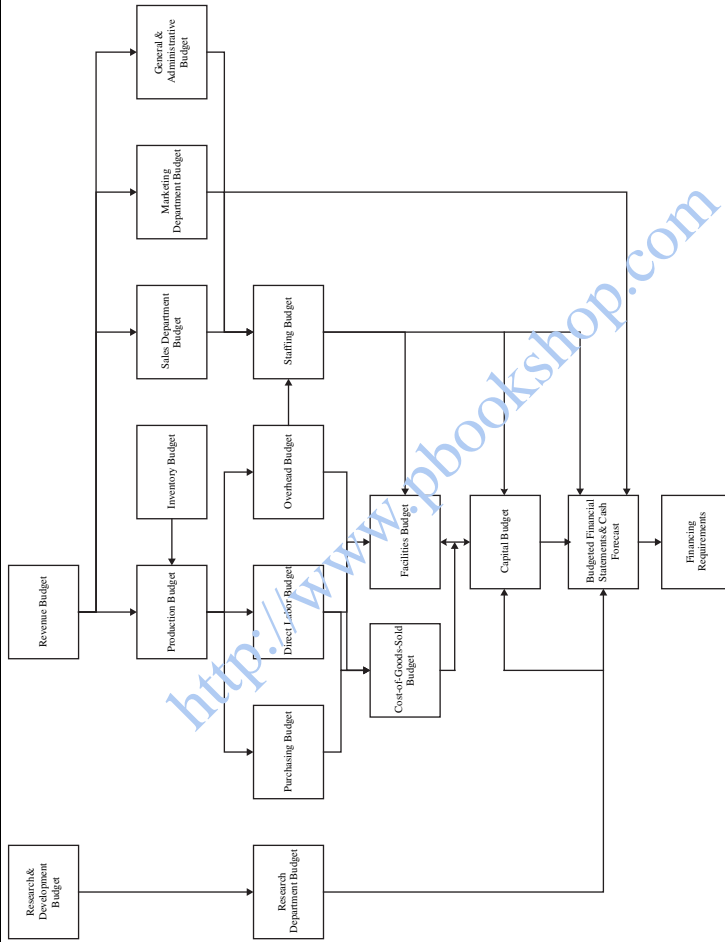 Research&
Development
Budget
Revenue Budget
Production Budget
Inventory Budget
Sales Department
Budget
Marketing
Department Budget
General &
Administrative
Budget
Research
Department Budget
Purchasing Budget
Direct Labor Budget
Overhead Budget
Staffing Budget
Cost-of-Goods-Sold
Budget
Facilities Budget
Capital Budget
Budgeted Financial
Statements& Cash
Forecast
Financing
Requirements
http://www.pbookshop.com